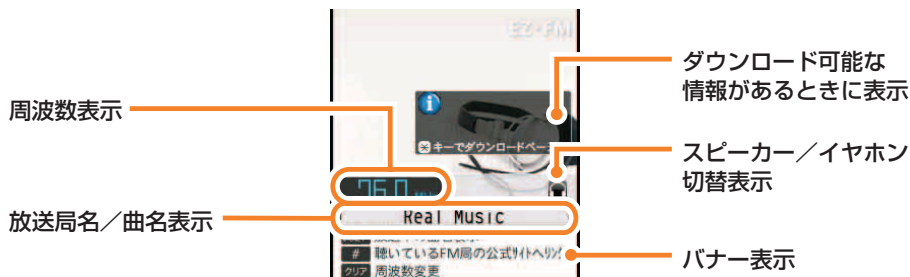 EZ・FM
ダウンロード可能な
情報があるときに表示
周波数表示
キーでダウンロードペー
スピーカー／イヤホン
切替表示
76.0
放送局名／曲名表示
Real Music
# 聴いているFM局の公式サイトへリンク
バナー表示
クリア 周波数変更